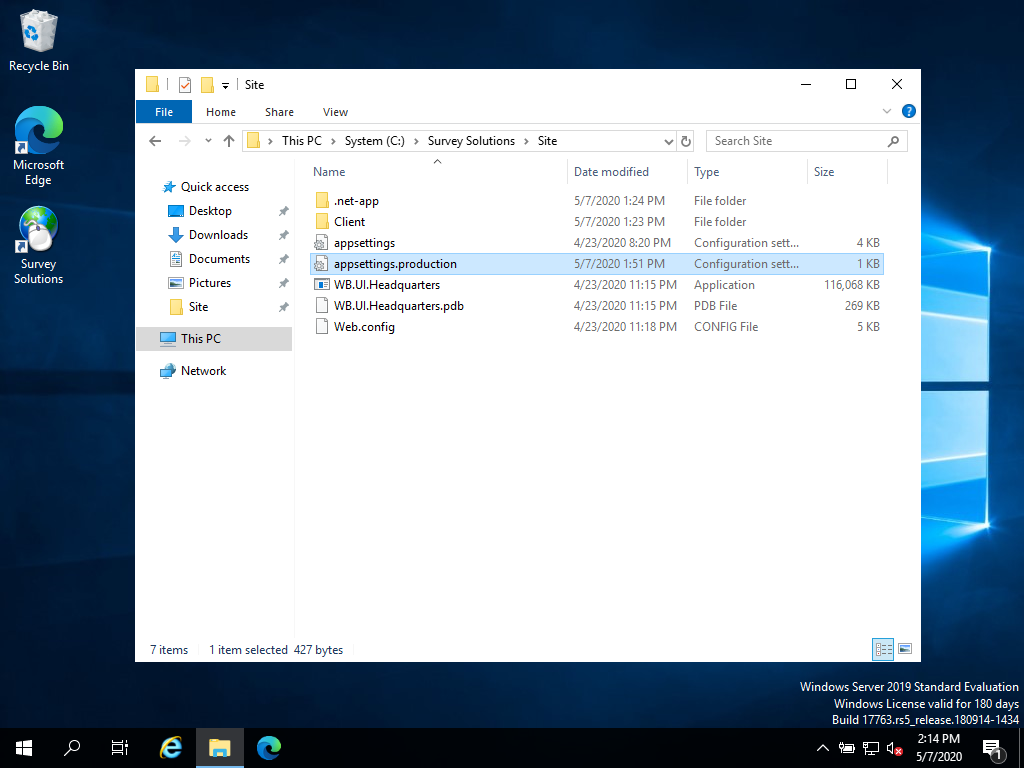 Recycle Bin
Microsoft
Edge
Survey
Solutions
Site
File Home Share View
This PC System (C:) Survey Solutions Site
Search Site
Quick access
Desktop
Downloads
Documents
Pictures
Site
This PC
Network
Name Date modified Type Size
.net-app 5/7/2020 1:24 PM File folder
Client 5/7/2020 1:23 PM File folder
appsettings 4/23/2020 8:20 PM Configuration sett... 4 KB
appsettings.production 5/7/2020 1:51 PM Configuration sett... 1 KB
WB.UI.Headquarters 4/23/2020 11:15 PM Application 116,068 KB
WB.UI.Headquarters.pdb 4/23/2020 11:15 PM PDB File 269 KB
Web.config 4/23/2020 11:18 PM CONFIG File 5 KB
7 items 1 item selected 427 bytes
Windows Server 2019 Standard Evaluation
Windows License valid for 180 days
Build 17763.rs5_release.180914-1434
2:14 PM
5/7/2020
1